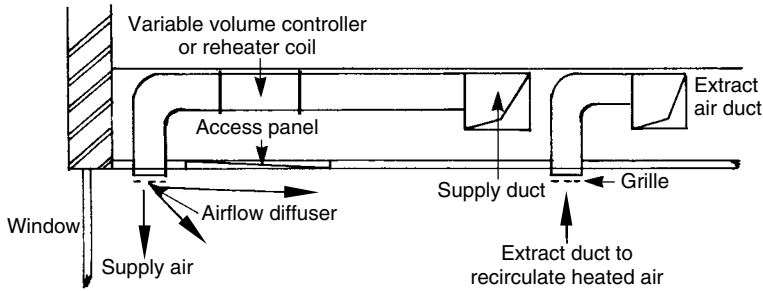 Variable volume controller
or reheater coil
Extract
air duct
Access panel
Supply duct
Grille
Airflow diffuser
Window
Supply air
Extract duct to
recirculate heated air